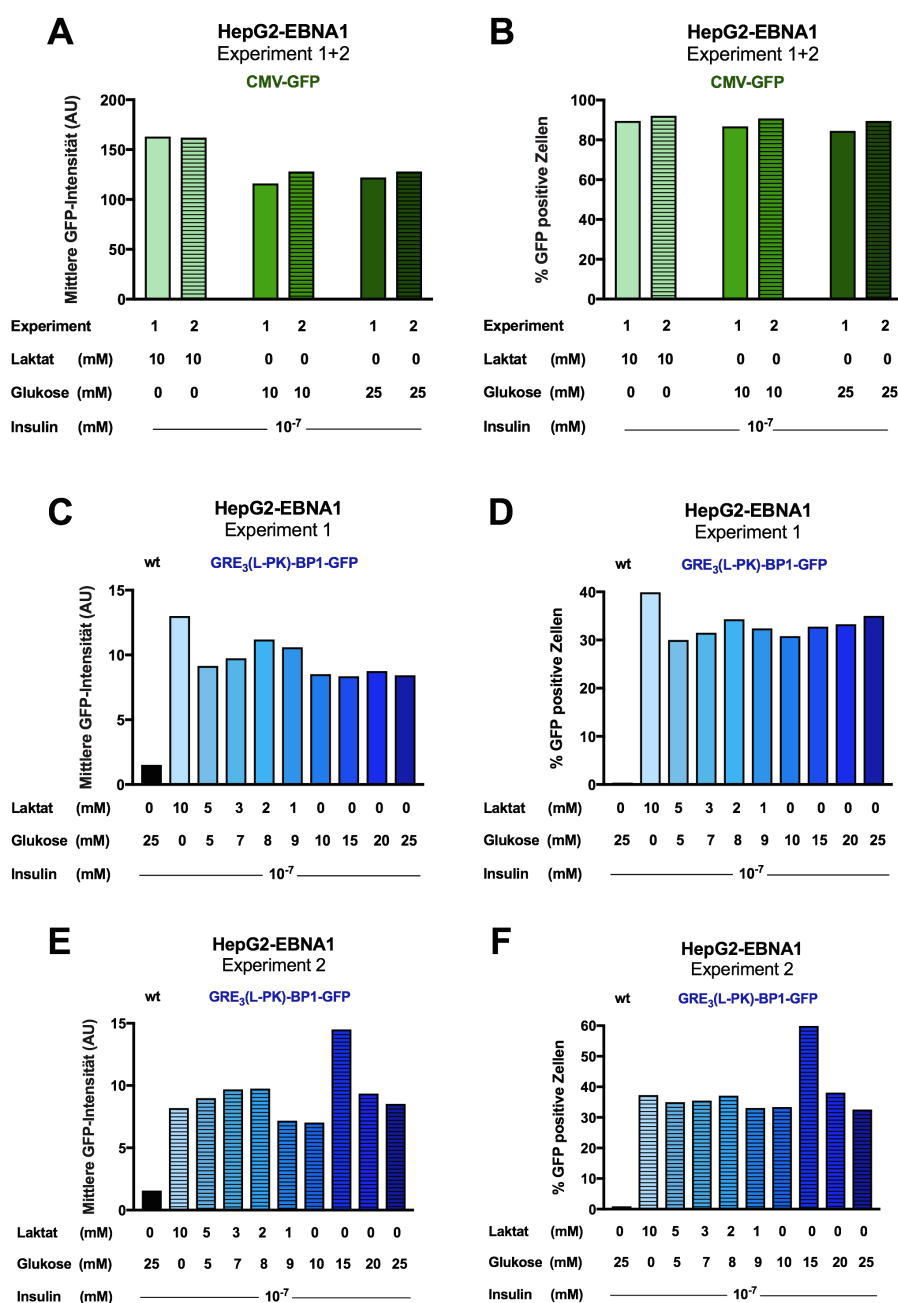 A
HepG2-EBNA1
Experiment 1+2
CMV-GFP
Mittlere GFP-Intensität (AU)
200
150
100
50
0
Experiment 1 2 1 2 1 2
Laktat (mM) 10 10 0 0 0 0
Glukose (mM) 0 0 10 10 25 25
Insulin (mM) 10⁻⁷
B
HepG2-EBNA1
Experiment 1+2
CMV-GFP
% GFP positive Zellen
100
80
60
40
20
0
Experiment 1 2 1 2 1 2
Laktat (mM) 10 10 0 0 0 0
Glukose (mM) 0 0 10 10 25 25
Insulin (mM) 10⁻⁷
C
HepG2-EBNA1
Experiment 1
wt GRE₃(L-PK)-BP1-GFP
Mittlere GFP-Intensität (AU)
15
10
5
0
Laktat (mM) 0 10 5 3 2 1 0 0 0 0
Glukose (mM) 25 0 5 7 8 9 10 15 20 25
Insulin (mM) 10⁻⁷
D
HepG2-EBNA1
Experiment 1
wt GRE₃(L-PK)-BP1-GFP
% GFP positive Zellen
40
30
20
10
0
Laktat (mM) 0 10 5 3 2 1 0 0 0 0
Glukose (mM) 25 0 5 7 8 9 10 15 20 25
Insulin (mM) 10⁻⁷
E
HepG2-EBNA1
Experiment 2
wt GRE₃(L-PK)-BP1-GFP
Mittlere GFP-Intensität (AU)
15
10
5
0
Laktat (mM) 0 10 5 3 2 1 0 0 0 0
Glukose (mM) 25 0 5 7 8 9 10 15 20 25
Insulin (mM) 10⁻⁷
F
HepG2-EBNA1
Experiment 2
wt GRE₃(L-PK)-BP1-GFP
% GFP positive Zellen
60
50
40
30
20
10
0
Laktat (mM) 0 10 5 3 2 1 0 0 0 0
Glukose (mM) 25 0 5 7 8 9 10 15 20 25
Insulin (mM) 10⁻⁷